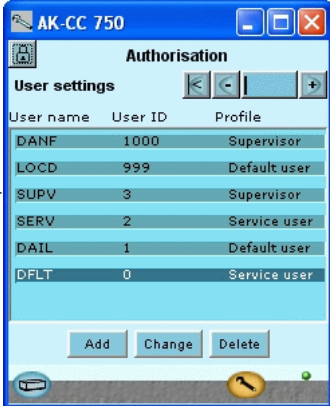 AK-CC 750
Authorisation
User settings
User name User ID Profile
DANF 1000 Supervisor
LOCD 999 Default user
SUPV 3 Supervisor
SERV 2 Service user
DAIL 1 Default user
DFLT 0 Service user
Add Change Delete